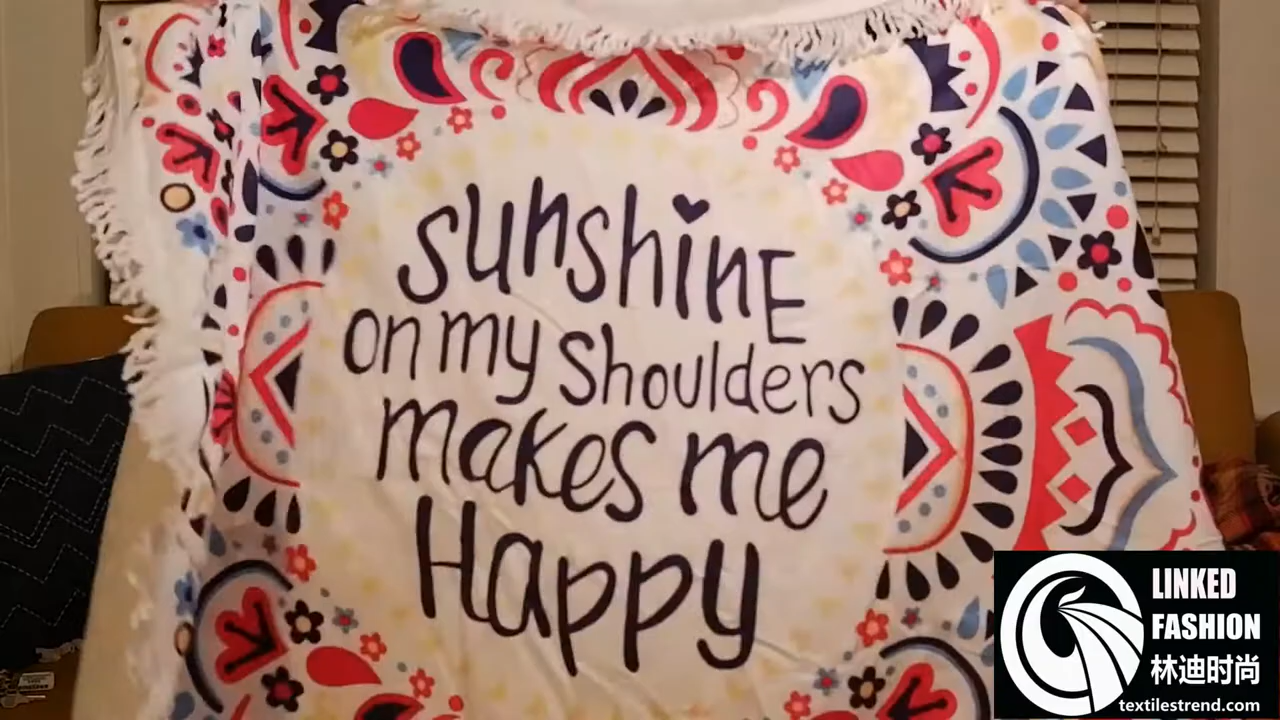 sunshinE
on my shoulders
makes me
Happy
LINKED
FASHION
林迪时尚
textilestrend.com